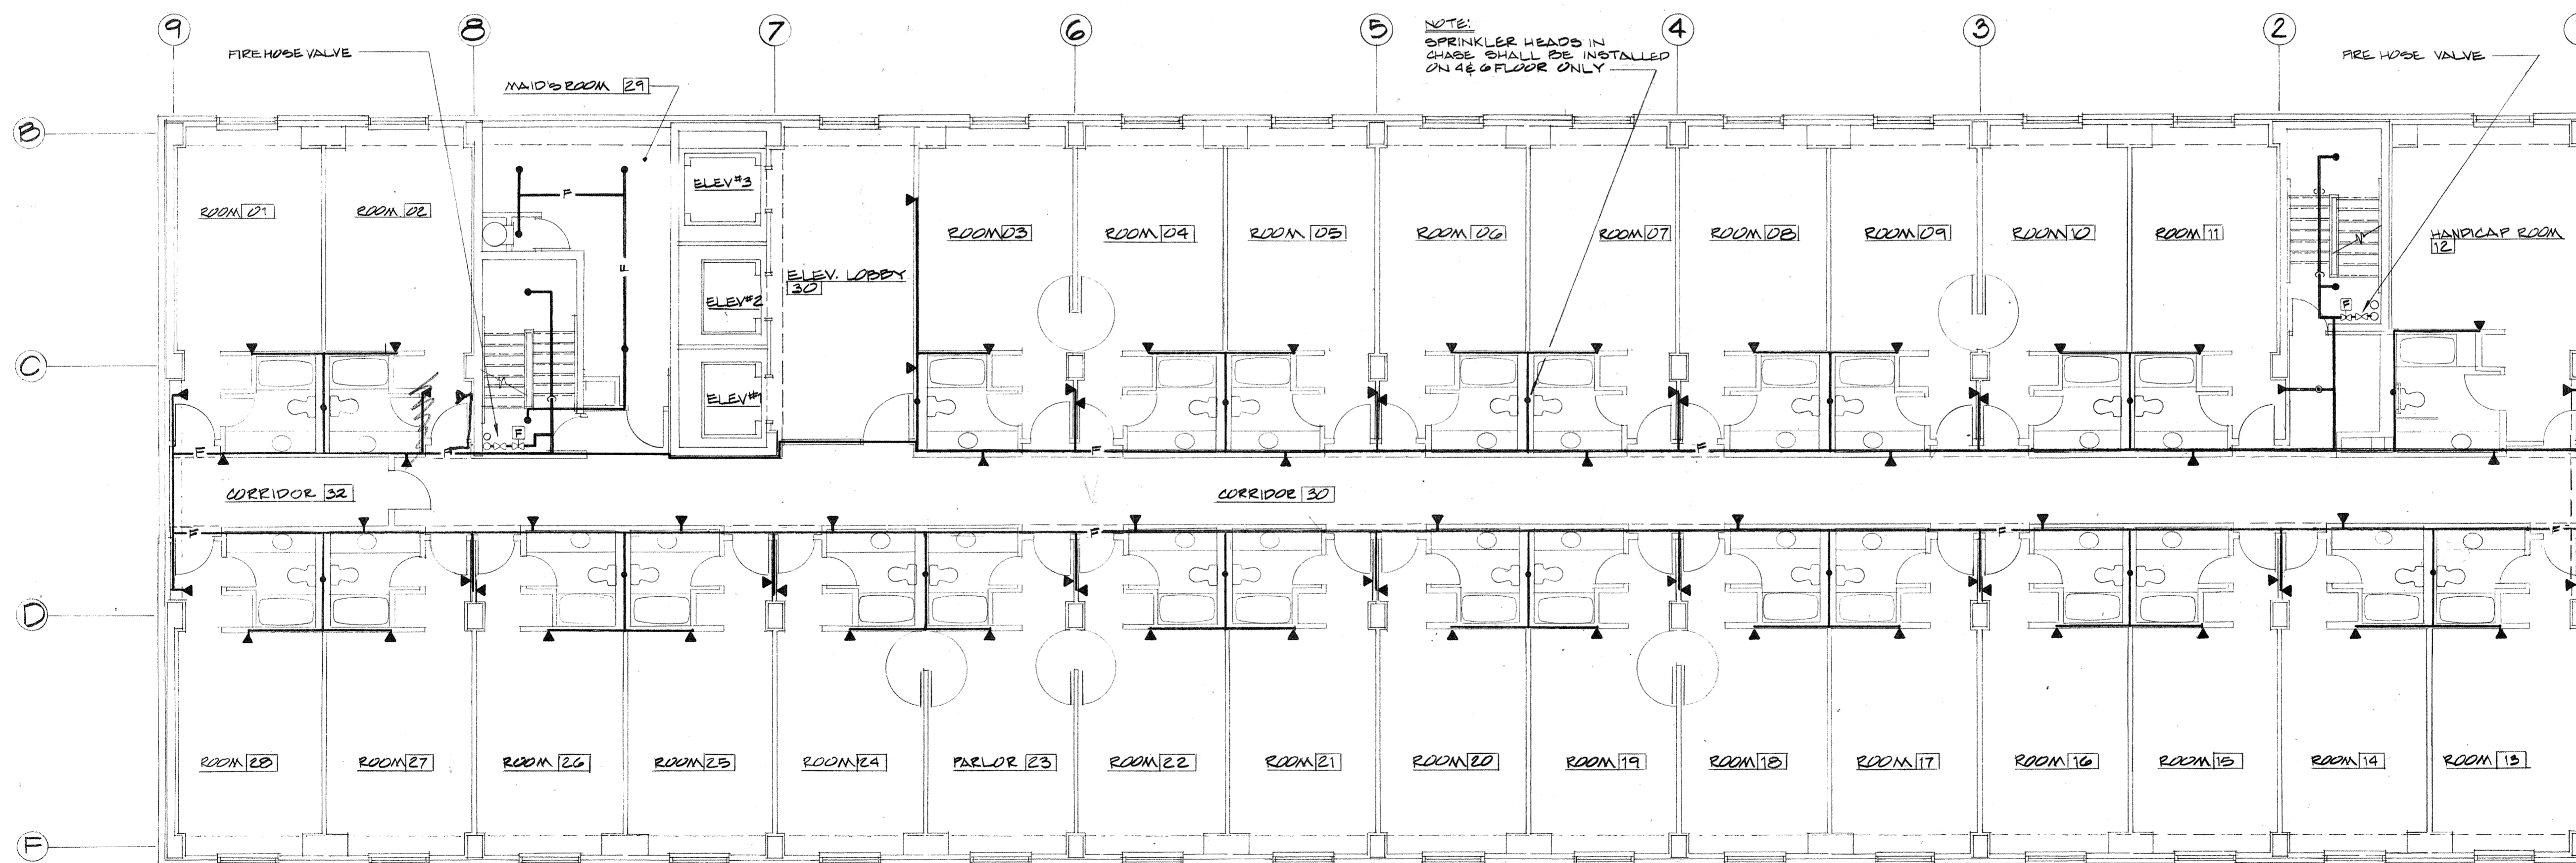 9
8
7
6
5
4
3
2
NOTE:
SPRINKLER HEADS IN
CHASE SHALL BE INSTALLED
ON 4 & 6 FLOOR ONLY
FIRE HOSE VALVE
FIRE HOSE VALVE
MAID'S ROOM 29
B
F
ELEV #3
ROOM 01
ROOM 02
ROOM 03
ROOM 04
ROOM 05
ROOM 06
ROOM 07
ROOM 08
ROOM 09
ROOM 10
ROOM 11
HANDICAP ROOM
12
F
ELEV. LOBBY
30
ELEV #2
F
C
ELEV #1
F
F
F
F
F
CORRIDOR 32
CORRIDOR 30
F
F
F
F
D
ROOM 28
ROOM 27
ROOM 26
ROOM 25
ROOM 24
PARLOR 23
ROOM 22
ROOM 21
ROOM 20
ROOM 19
ROOM 18
ROOM 17
ROOM 16
ROOM 15
ROOM 14
ROOM 13
F